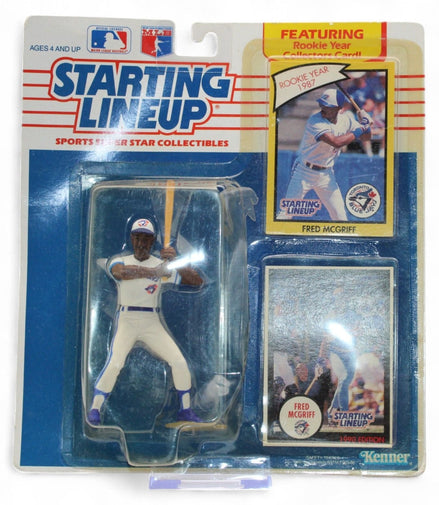 AGES 4 AND UP
MLB
STARTING
LINEUP
SPORTS SUPER STAR COLLECTIBLES
FEATURING
Rookie Year
Collectors Card!
ROOKIE YEAR
1987
STARTING
LINEUP
FRED MCGRIFF
FRED
MCGRIFF
STARTING
LINEUP
1990 EDITION
Kenner